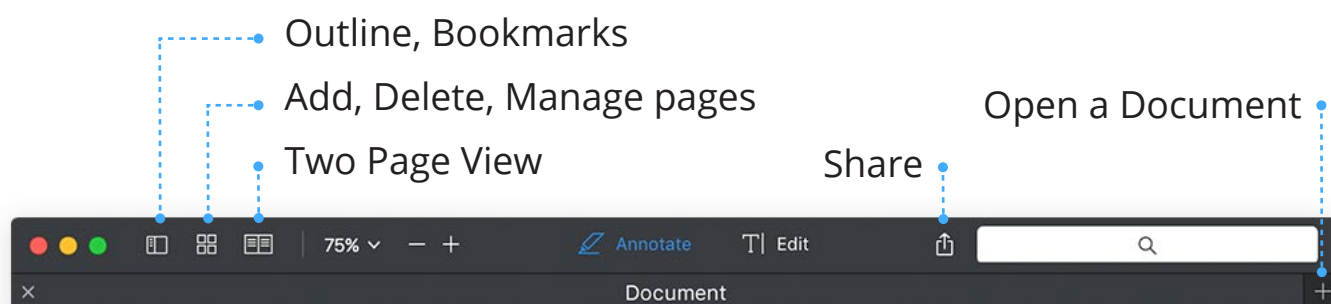 Outline, Bookmarks
Add, Delete, Manage pages
Open a Document
Two Page View
Share
75%
Annotate
T| Edit
Document